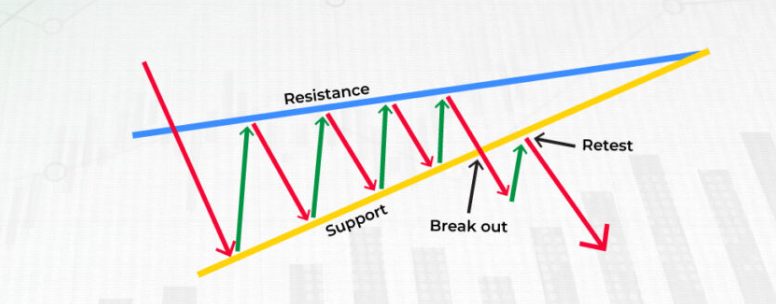 Resistance
Retest
Support
Break out